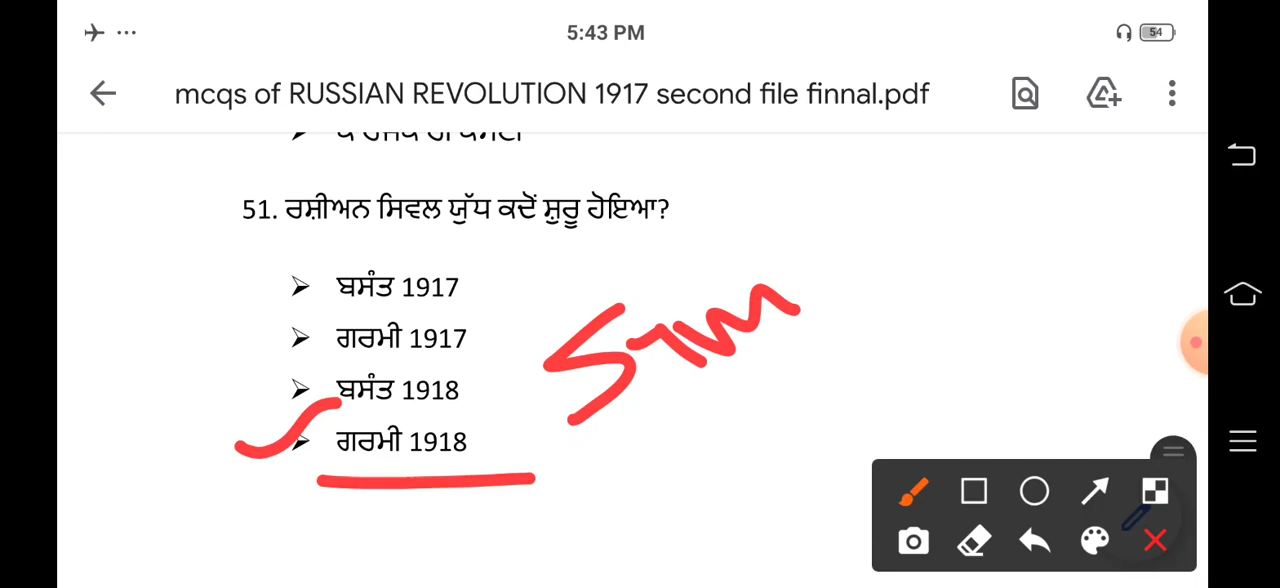 5:43 PM
54
mcqs of RUSSIAN REVOLUTION 1917 second file finnal.pdf
51. ਰਸ਼ੀਅਨ ਸਿਵਲ ਯੁੱਧ ਕਦੋਂ ਸ਼ੁਰੂ ਹੋਇਆ?
➢ ਬਸੰਤ 1917
➢ ਗਰਮੀ 1917
➢ ਬਸੰਤ 1918
➢ ਗਰਮੀ 1918